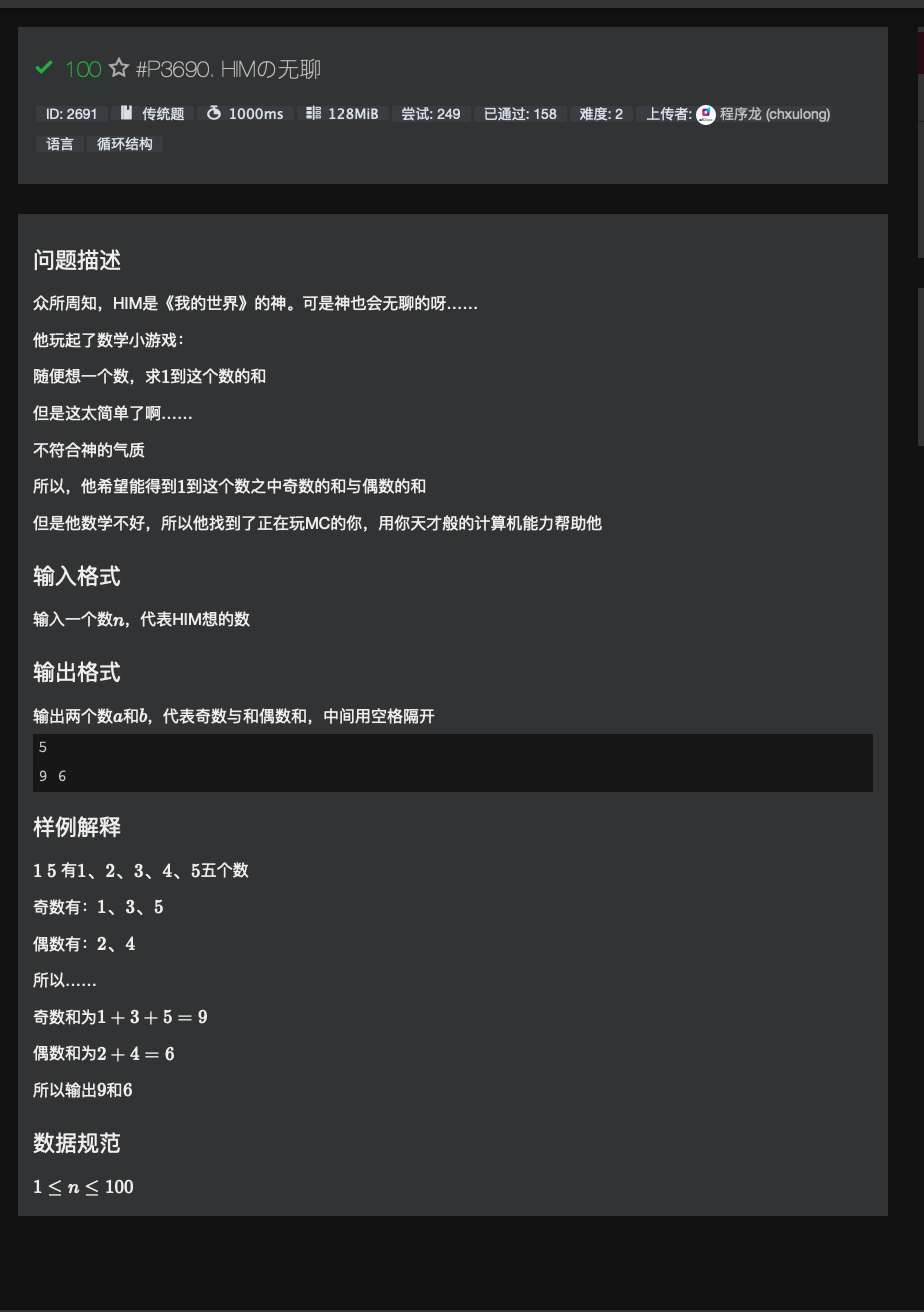 100 #P3690. HIMの无聊
ID: 2691 传统题 1000ms 128MiB 尝试: 249 已通过: 158 难度: 2 上传者: 程序龙 (chxulong)
语言 循环结构
问题描述
众所周知，HIM是《我的世界》的神。可是神也会无聊的呀……
他玩起了数学小游戏：
随便想一个数，求1到这个数的和
但是这太简单了啊……
不符合神的气质
所以，他希望能得到1到这个数之中奇数的和与偶数的和
但是他数学不好，所以他找到了正在玩MC的你，用你天才般的计算机能力帮助他
输入格式
输入一个数n，代表HIM想的数
输出格式
输出两个数a和b，代表奇数与和偶数和，中间用空格隔开
5
9 6
样例解释
1 5 有1、2、3、4、5五个数
奇数有：1、3、5
偶数有：2、4
所以……
奇数和为1 + 3 + 5 = 9
偶数和为2 + 4 = 6
所以输出9和6
数据规范
1 ≤ n ≤ 100